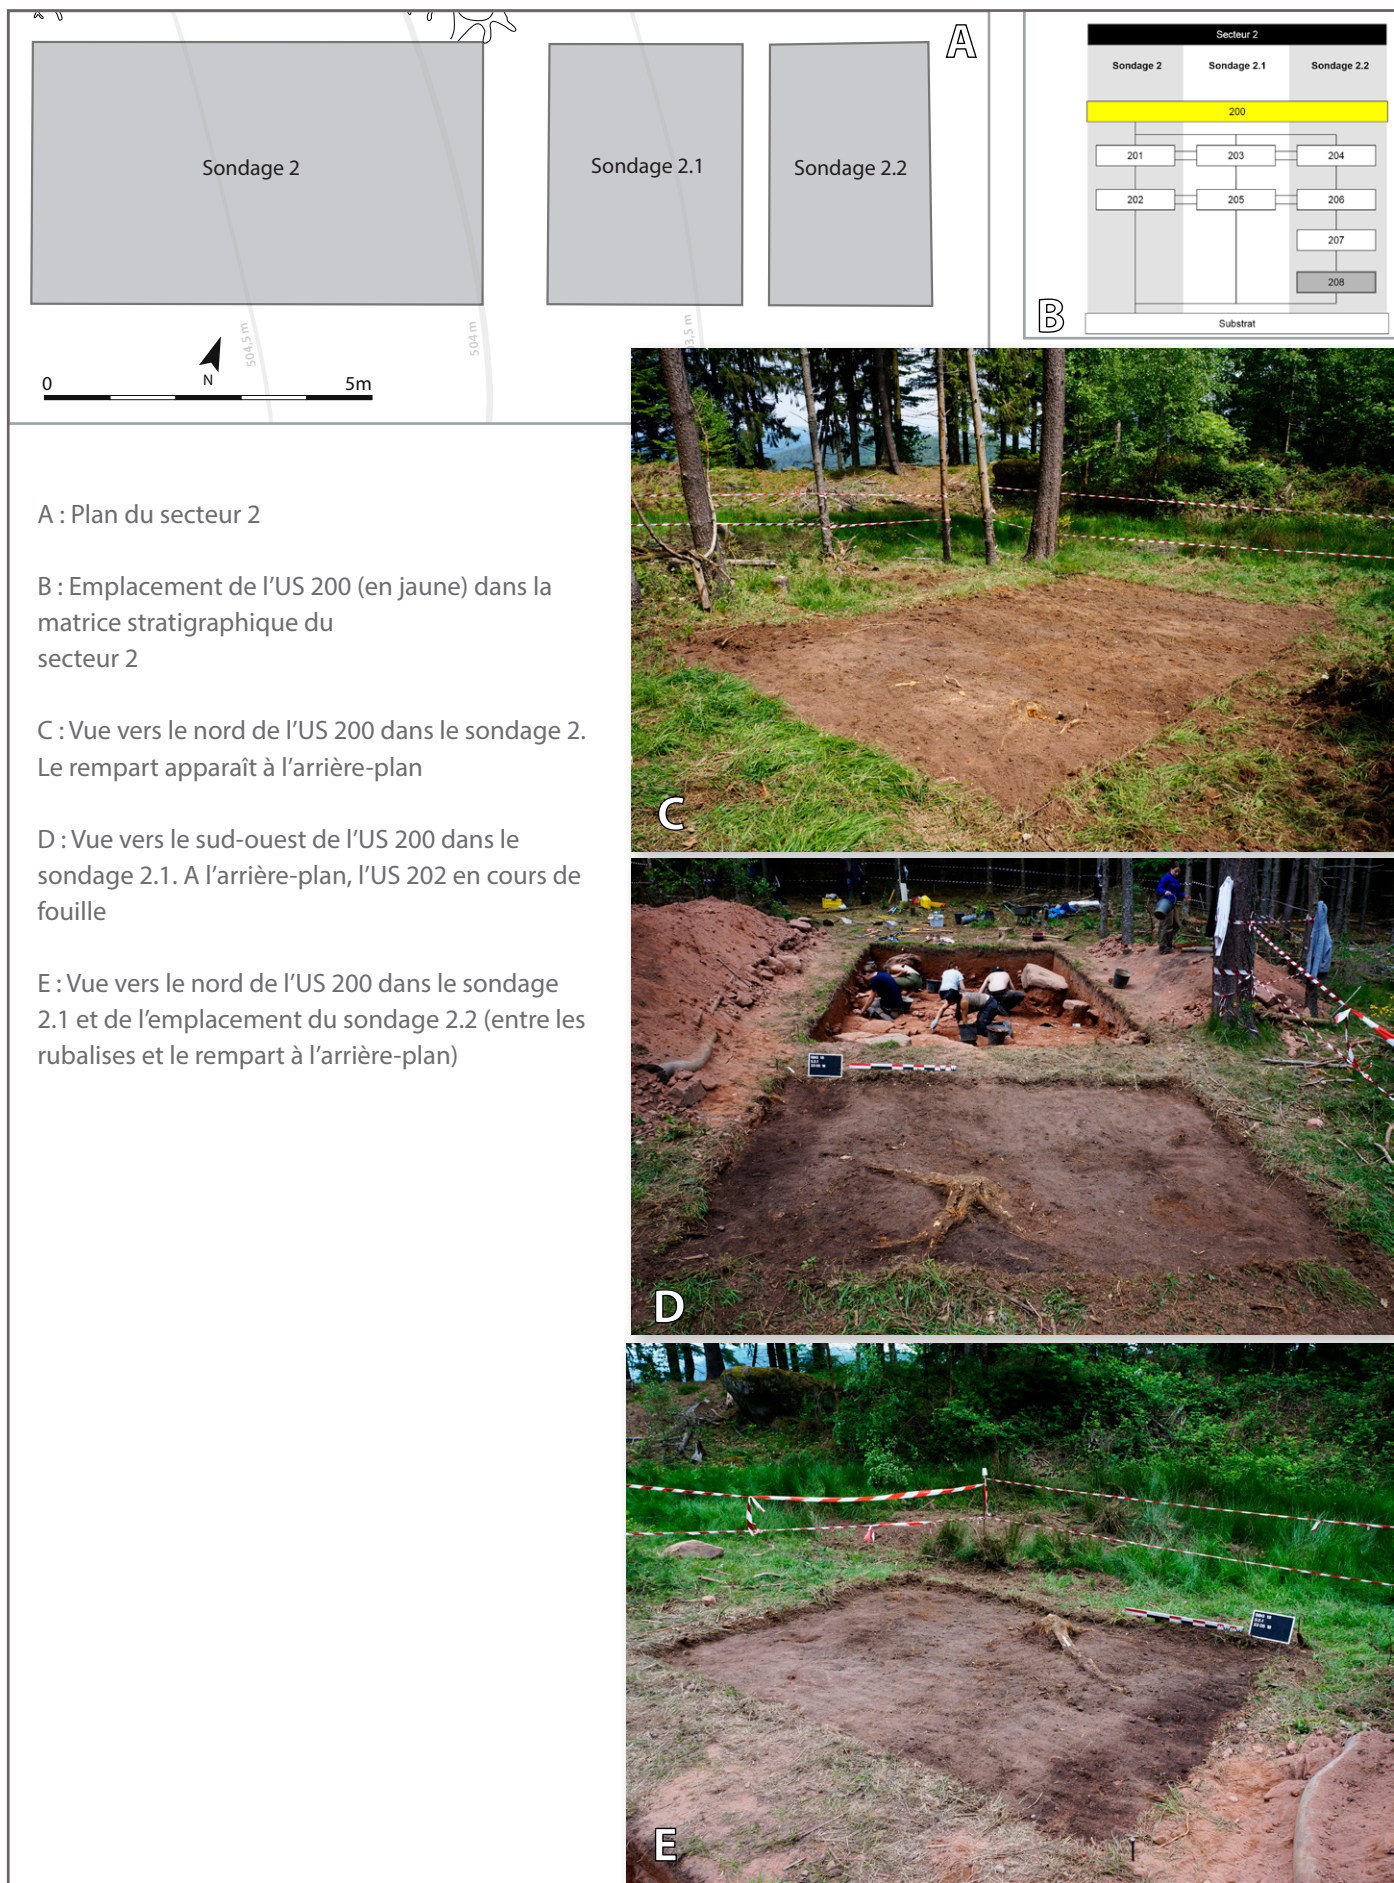 A
Sondage 2
Sondage 2.1
Sondage 2.2
504,5 m
504 m
3,5 m
N
0 5m
Secteur 2
Sondage 2 Sondage 2.1 Sondage 2.2
200
201 203 204
202 205 206
207
208
Substrat
B
A : Plan du secteur 2
B : Emplacement de l'US 200 (en jaune) dans la
matrice stratigraphique du
secteur 2
C : Vue vers le nord de l'US 200 dans le sondage 2.
Le rempart apparaît à l'arrière-plan
D : Vue vers le sud-ouest de l'US 200 dans le
sondage 2.1. A l'arrière-plan, l'US 202 en cours de
fouille
E : Vue vers le nord de l'US 200 dans le sondage
2.1 et de l'emplacement du sondage 2.2 (entre les
rubalises et le rempart à l'arrière-plan)
C
D
E